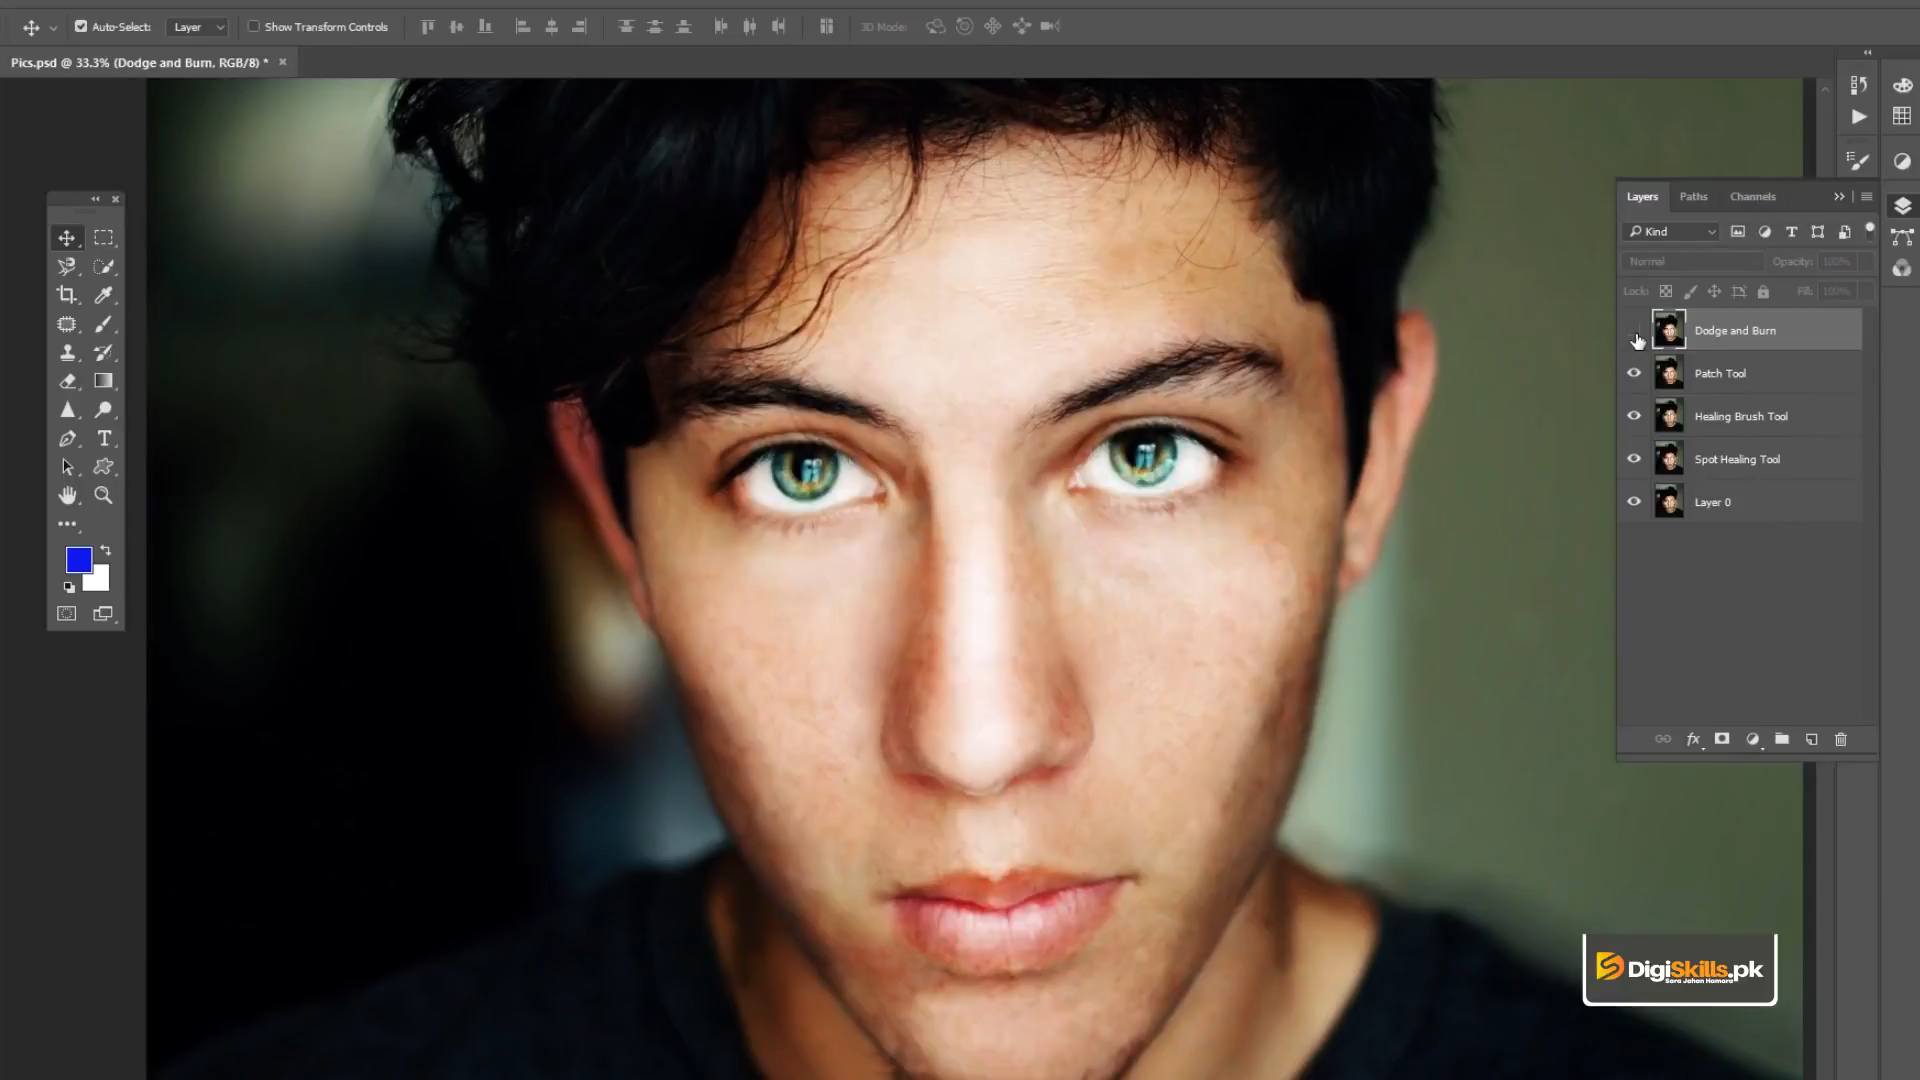 Auto-Select: Layer Show Transform Controls 3D Mode:
Pics.psd @ 33.3% (Dodge and Burn, RGB/8) *
Layers Paths Channels
Kind
Normal Opacity: 100%
Lock: Fill: 100%
Dodge and Burn
Patch Tool
Healing Brush Tool
Spot Healing Tool
Layer 0
fx
DigiSkills.pk
Sara Jahan Hamara